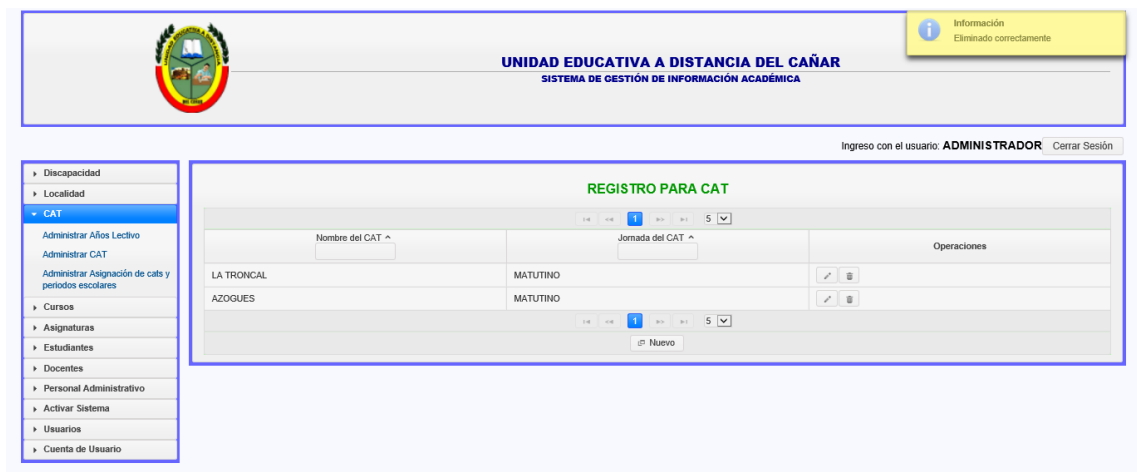 Información
Eliminado correctamente
UNIDAD EDUCATIVA A DISTANCIA DEL CAÑAR
SISTEMA DE GESTIÓN DE INFORMACIÓN ACADÉMICA
Ingreso con el usuario: ADMINISTRADOR Cerrar Sesión
Discapacidad
Localidad
CAT
Administrar Años Lectivo
Administrar CAT
Administrar Asignación de cats y
periodos escolares
Cursos
Asignaturas
Estudiantes
Docentes
Personal Administrativo
Activar Sistema
Usuarios
Cuenta de Usuario
REGISTRO PARA CAT
1 5
Nombre del CAT Jornada del CAT Operaciones
LA TRONCAL MATUTINO
AZOGUES MATUTINO
1 5
Nuevo